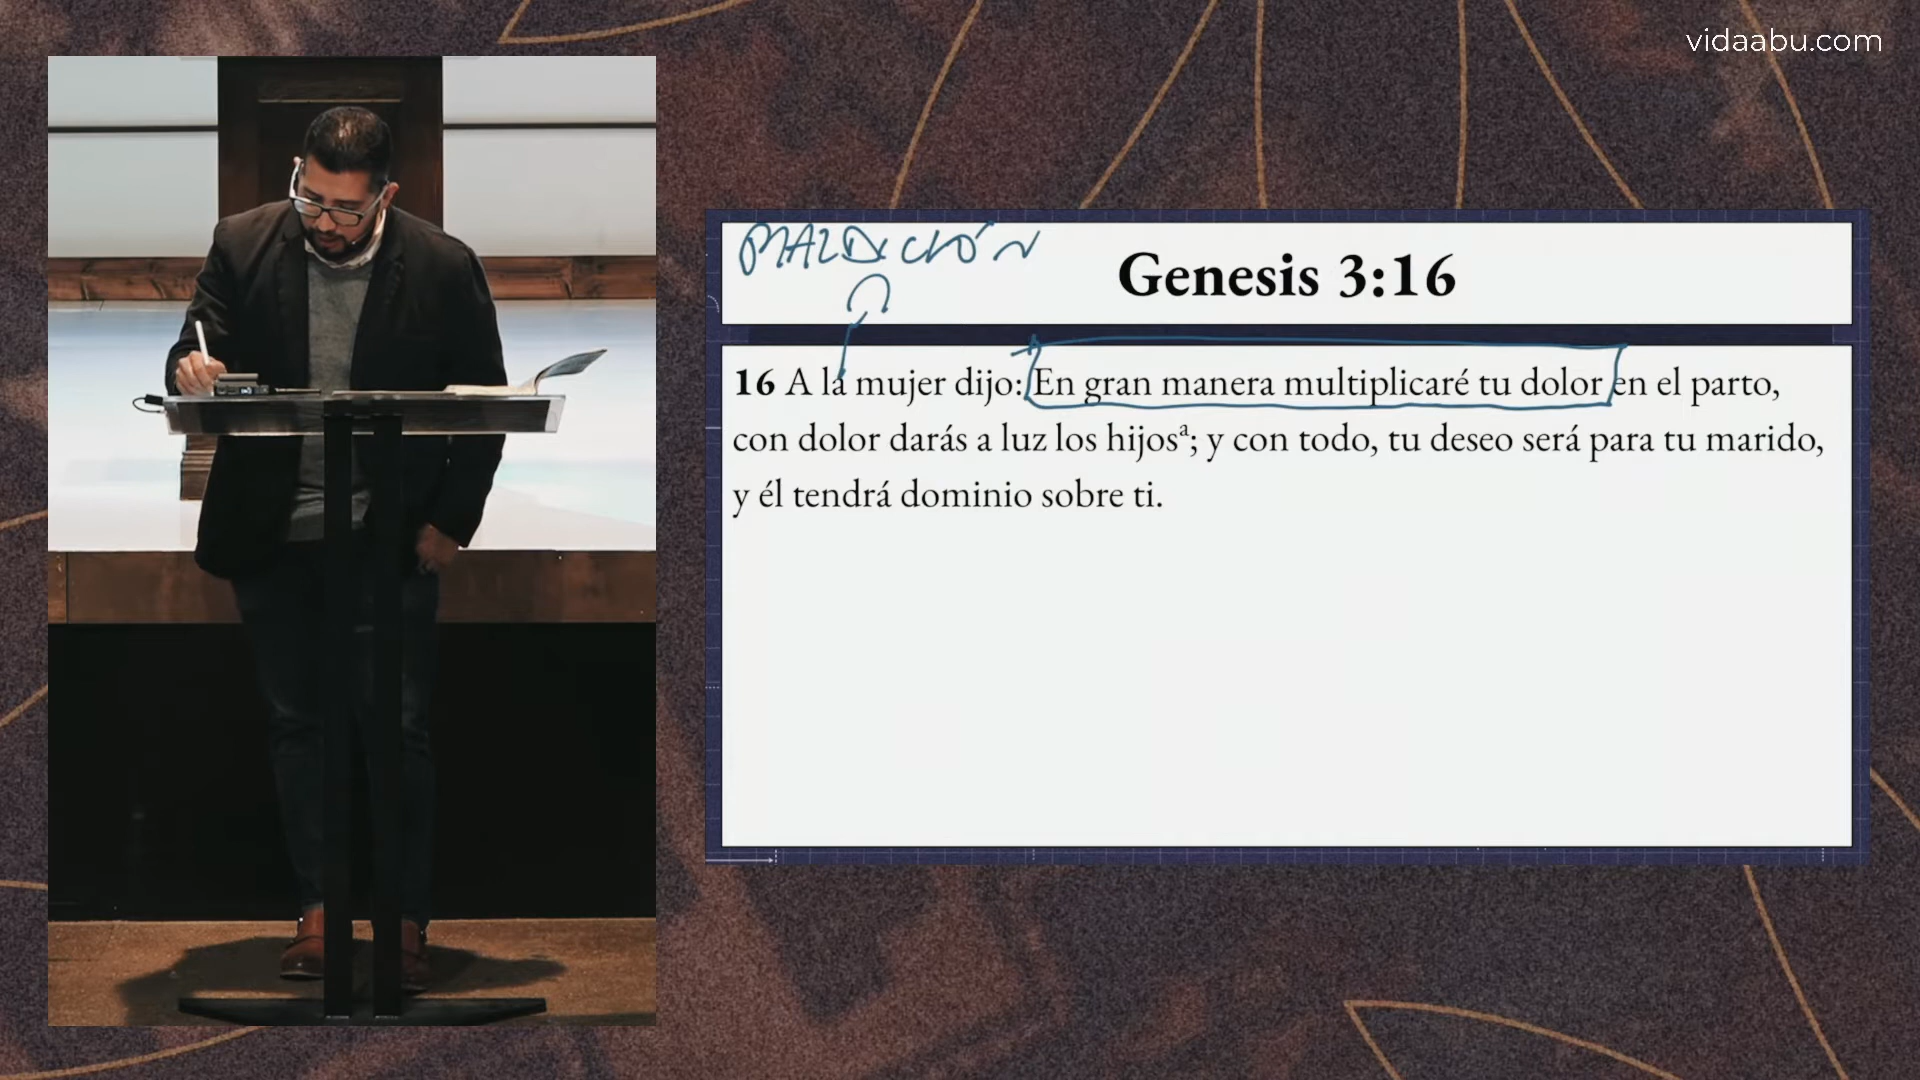 vidaabu.com
MALDICIÓN
Genesis 3:16
16 A la mujer dijo: En gran manera multiplicaré tu dolor en el parto,
con dolor darás a luz los hijosª; y con todo, tu deseo será para tu marido,
y él tendrá dominio sobre ti.